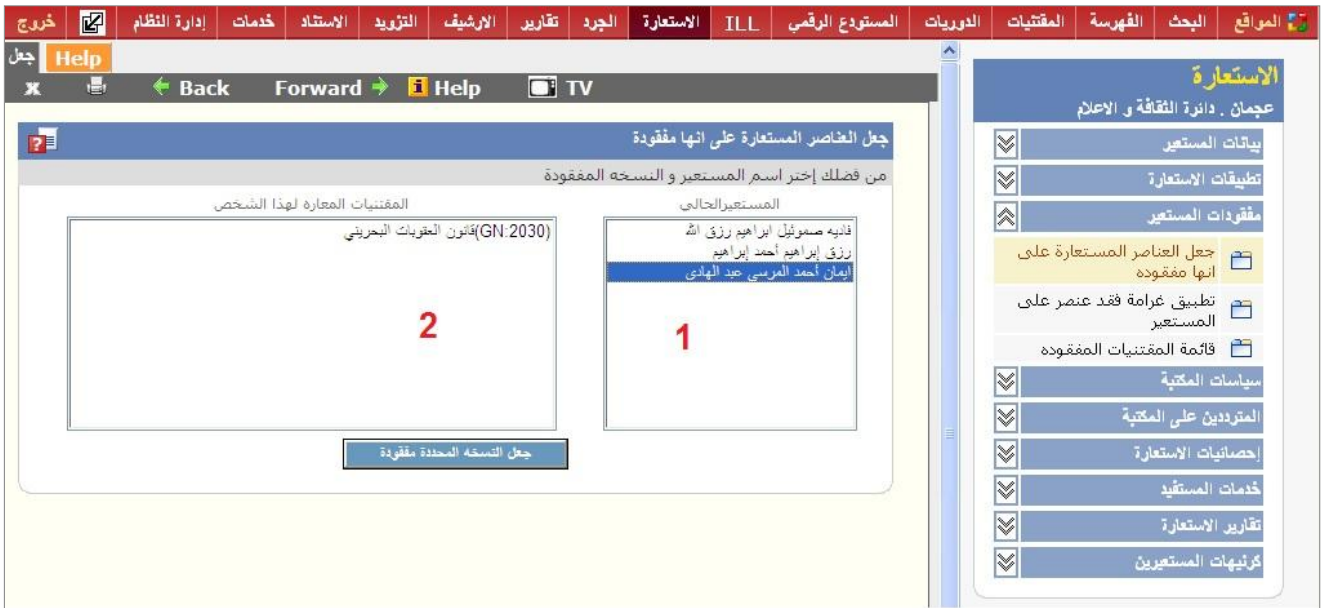 المواقع البحث الفهرسة المقتنيات الدوريات المستودع الرقمي ILL الاستعارة الجرد تقارير الارشيف التزويد الاستناد خدمات إدارة النظام خروج
جعل Help
x Back Forward Help TV
الاستعارة
عجمان . دائرة الثقافة و الاعلام
بيانات المستعير
تطبيقات الاستعارة
مفقودات المستعير
جعل العناصر المستعارة على
انها مفقوده
تطبيق غرامة فقد عنصر على
المستعير
قائمة المقتنيات المفقوده
سياسات المكتبة
المترددين على المكتبة
إحصائيات الاستعارة
خدمات المستفيد
تقارير الاستعارة
كرنيهات المستعيرين
جعل العناصر المستعارة على انها مفقودة
من فضلك إختر اسم المستعير و النسخه المفقودة
المستعيرالحالى
فاديه صموئيل ابراهيم رزق الله
رزق إبراهيم أحمد إبراهيم
ايمان أحمد المرسي عبد الهادى
1
المقتنيات المعارة لهذا الشخص
(GN:2030)قانون العقوبات البحريني
2
جعل النسخه المحددة مفقودة